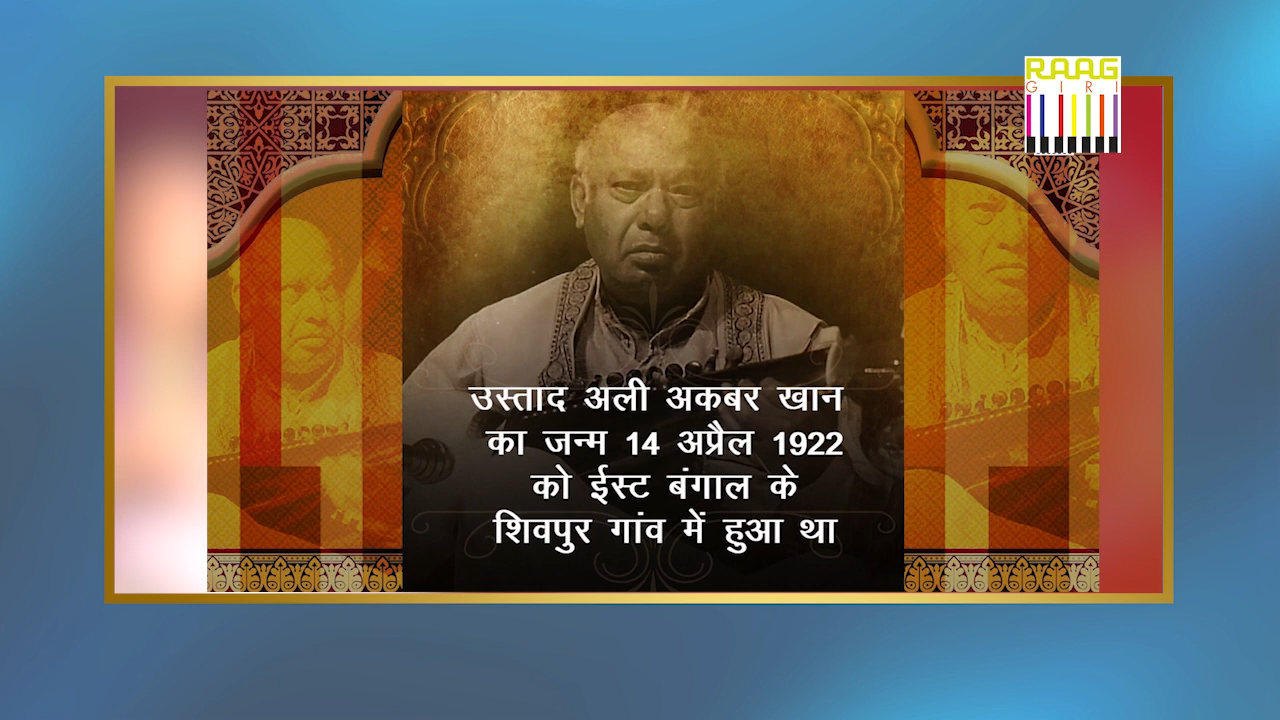 RAAG
GIRI
उस्ताद अली अकबर खान
का जन्म 14 अप्रैल 1922
को ईस्ट बंगाल के
शिवपुर गांव में हुआ था